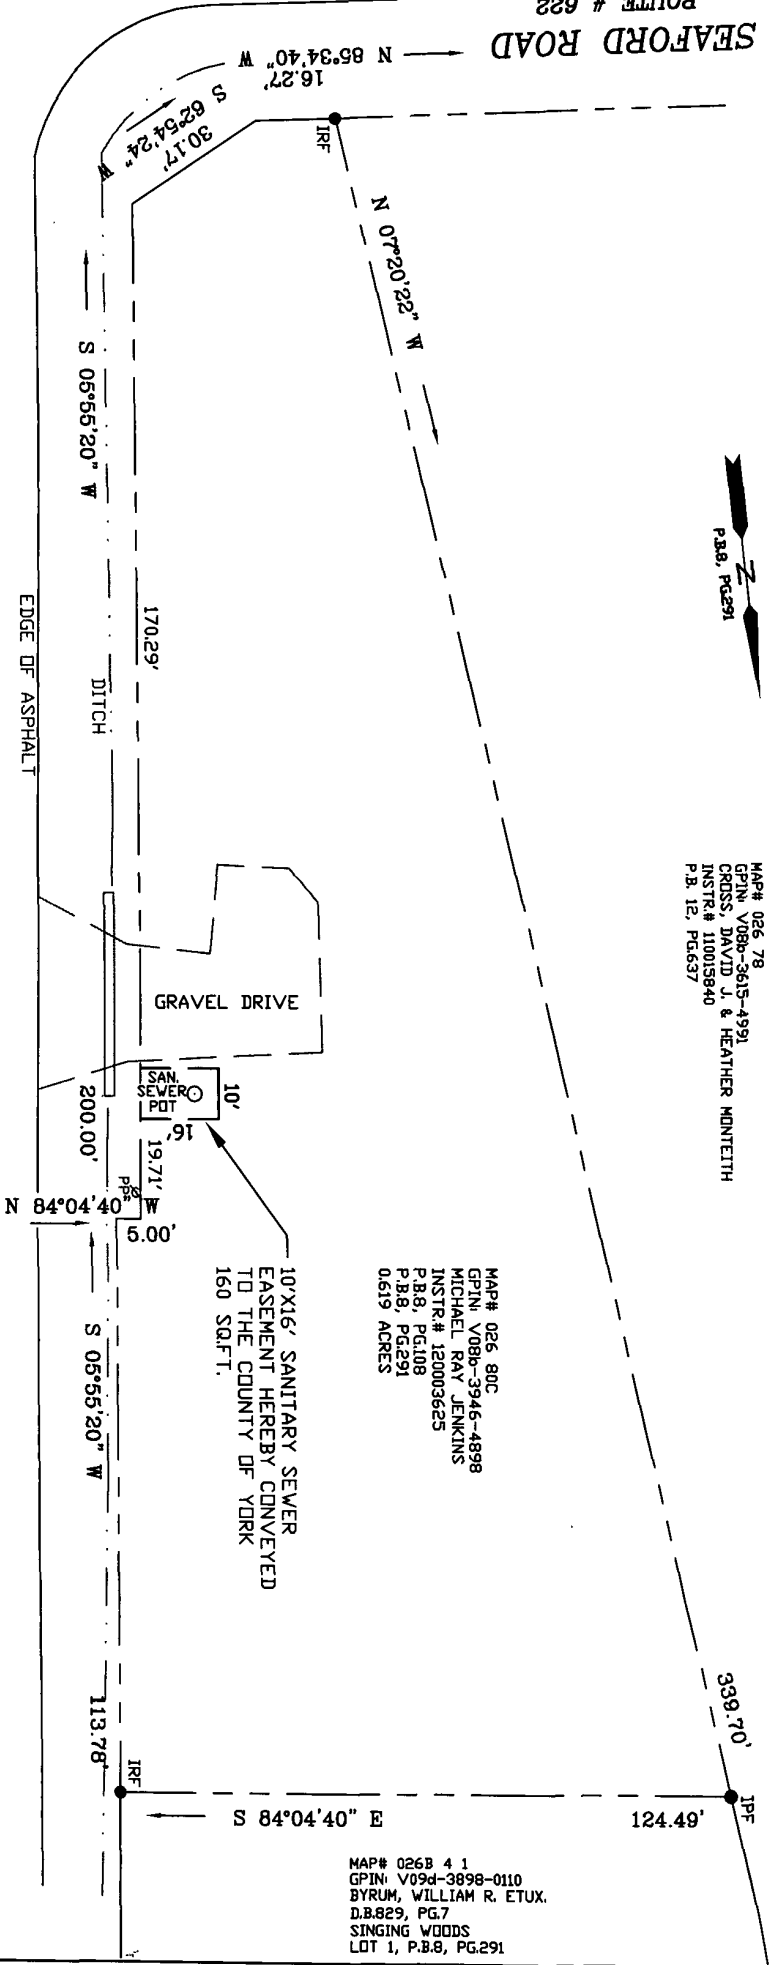 ROUTE # 622
SEAFORD ROAD
N 85°34'40" W
16.27'
S 62°54'24" W
30.17'
IRF
N 07°20'22" W
S 05°55'20" W
N
P.B.8, PG.291
170.29'
DITCH
EDGE OF ASPHALT
MAP# 026 78
GPIN: V08b-3615-4991
CROSS, DAVID J. & HEATHER MONTEITH
INSTR.# 110015840
P.B. 12, PG.637
GRAVEL DRIVE
SAN.
SEWER
POT
10'
16'
200.00'
19.71'
PP
N 84°04'40" W
5.00'
10'X16' SANITARY SEWER
EASEMENT HEREBY CONVEYED
TO THE COUNTY OF YORK
160 SQ.FT.
MAP# 026 80C
GPIN: V08b-3946-4898
MICHAEL RAY JENKINS
INSTR.# 120003625
P.B.8, PG.108
P.B.8, PG.291
0.619 ACRES
S 05°55'20" W
113.78'
339.70'
IRF
IPF
S 84°04'40" E
124.49'
MAP# 026B 4 1
GPIN: V09d-3898-0110
BYRUM, WILLIAM R. ETUX.
D.B.829, PG.7
SINGING WOODS
LOT 1, P.B.8, PG.291